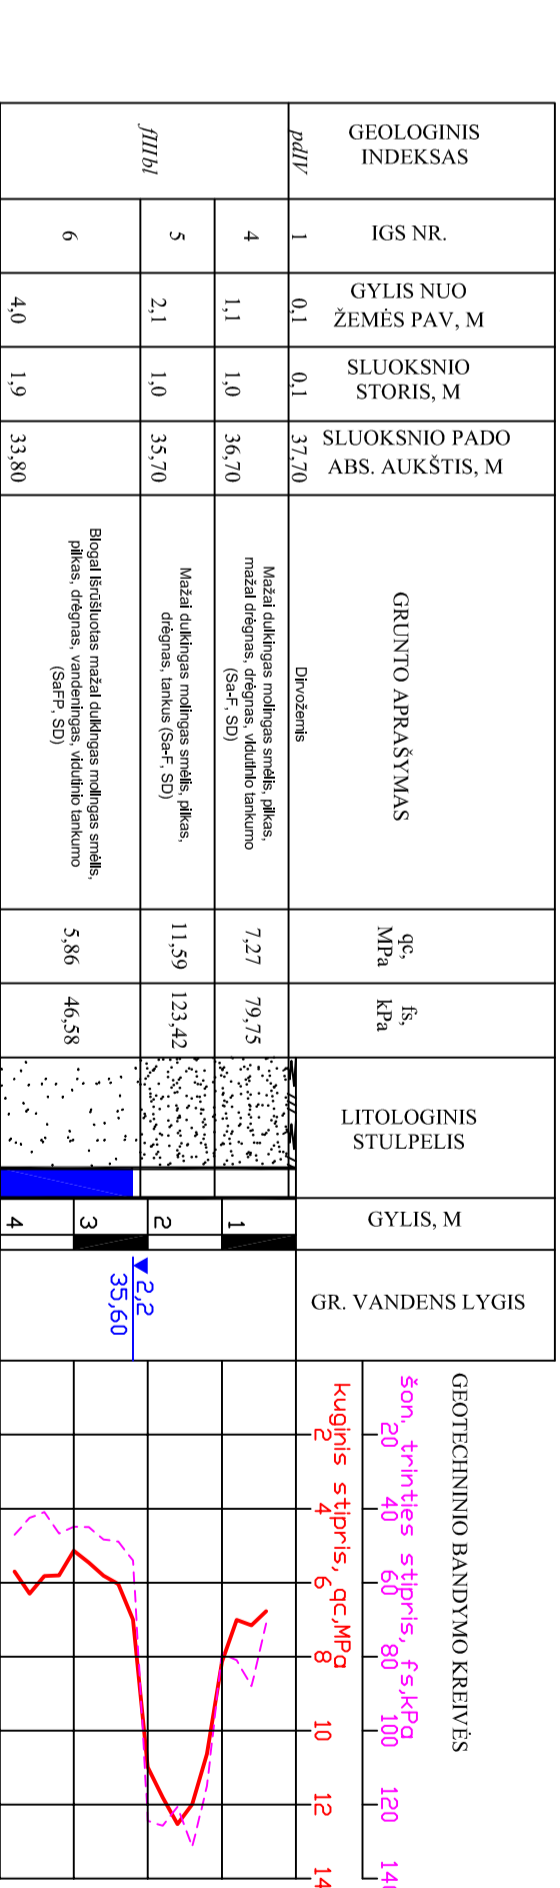 GEOLOGINIS
INDEKSAS
IGS NR.
GYLIS NUO
ŽEMĖS PAV, M
SLUOKSNIO
STORIS, M
SLUOKSNIO PADO
ABS. AUKŠTIS, M
GRUNTO APRAŠYMAS
qc,
MPa
fs,
kPa
LITOLOGINIS
STULPELIS
GYLIS, M
GR. VANDENS LYGIS
GEOTECHNINIO BANDYMO KREIVĖS
pdIV
1
0,1
0,1
37,70
Dirvožemis
fIIIbl
4
1,1
1,0
36,70
Mažai dulkingas molingas smėlis, pilkas,
mažai drėgnas, drėgnas, vidutinio tankumo
(Sa-F, SD)
7,27
79,75
5
2,1
1,0
35,70
Mažai dulkingas molingas smėlis, pilkas,
drėgnas, tankus (Sa-F, SD)
11,59
123,42
6
4,0
1,9
33,80
Blogai išrūšiuotas mažai dulkingas molingas smėlis,
pilkas, drėgnas, vandeningas, vidutinio tankumo
(SaFP, SD)
5,86
46,58
1
2
3
4
2,2
35,60
šon. trinties stipris, fs,kPa
20 40 60 80 100 120 140
kūginis stipris, qc,MPa
2 4 6 8 10 12 14